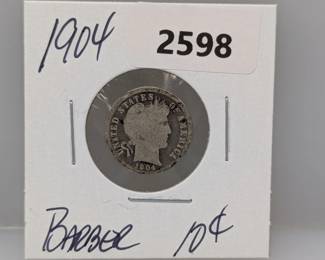 1904
2598
UNITED STATES OF AMERICA
1904
BARBER 10¢